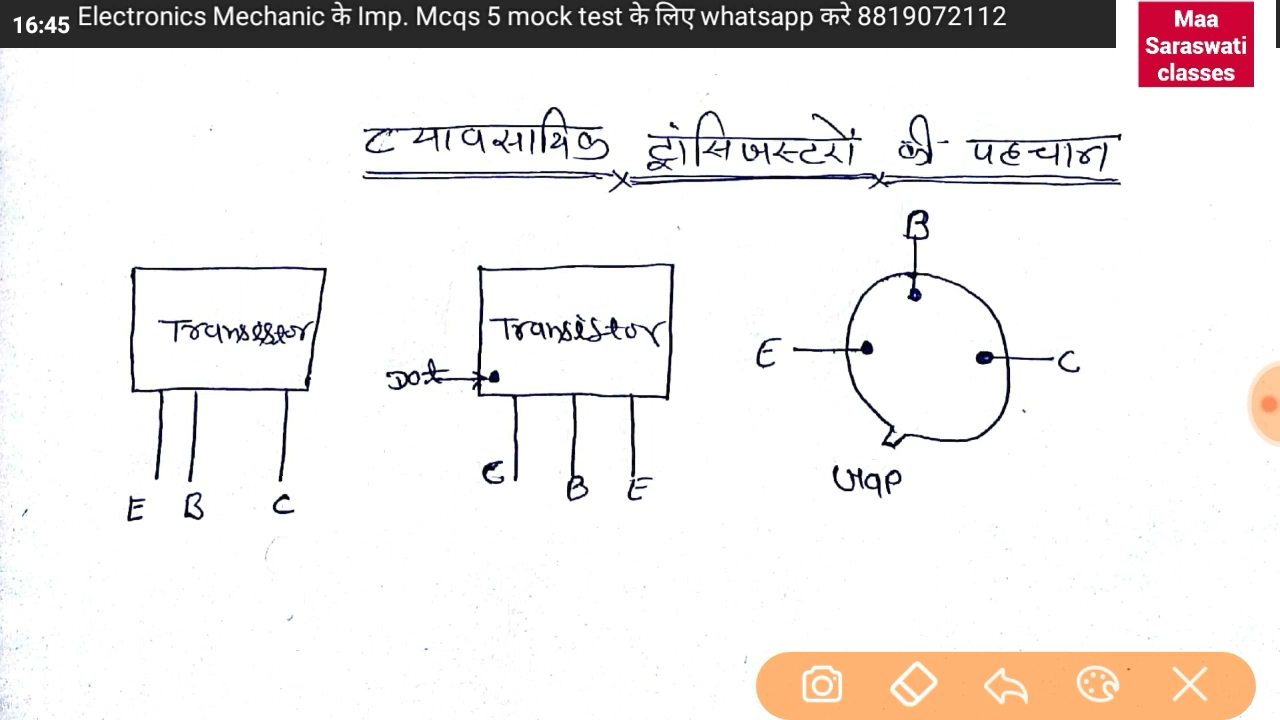 16:45 Electronics Mechanic के Imp. Mcqs 5 mock test के लिए whatsapp करे 8819072112
Maa
Saraswati
classes
व्यावसायिक ट्रांसिजस्टरों की पहचान
B
Transistor
Transistor
Dot
E
C
E B C
C B E